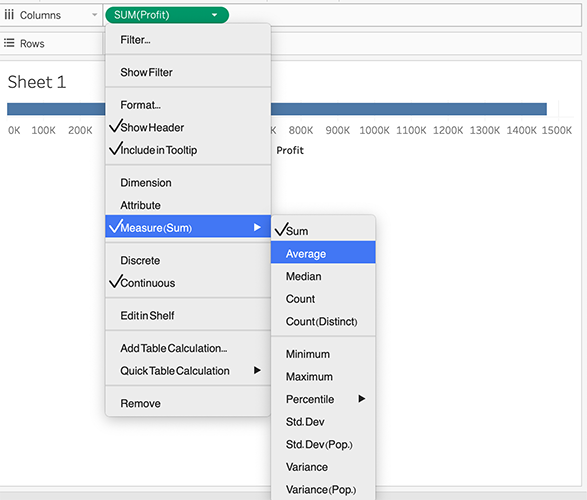 Columns
SUM(Profit)
Rows
Sheet 1
Filter...
Show Filter
Format...
Show Header
Include in Tooltip
Dimension
Attribute
Measure (Sum)
Discrete
Continuous
Edit in Shelf
Add Table Calculation...
Quick Table Calculation
Remove
Sum
Average
Median
Count
Count (Distinct)
Minimum
Maximum
Percentile
Std. Dev
Std. Dev (Pop.)
Variance
Variance (Pop.)
0K 100K 200K 800K 900K 1000K 1100K 1200K 1300K 1400K 1500K
Profit